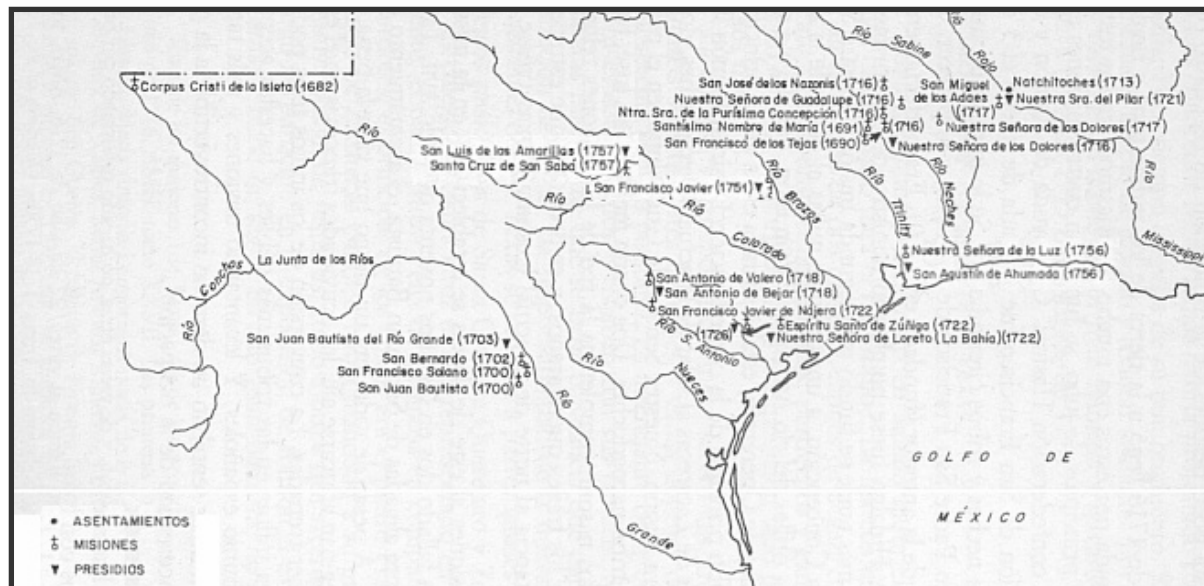 Río
Sabine
Río
Rojo
Corpus Cristi de la Isleta (1682)
San José de los Nazonis (1716)
San Miguel
de los Adaes
(1717)
Natchitoches (1713)
Nuestra Señora de Guadalupe (1716)
Nuestra Sra. del Pilar (1721)
Ntra. Sra. de la Purísima Concepción (1716)
Santísimo Nombre de María (1691)
(1716)
Nuestra Señora de los Dolores (1717)
San Francisco de los Tejas (1690)
Nuestra Señora de los Dolores (1716)
Río
San Luis de las Amarillas (1757)
Santa Cruz de San Sabá (1757)
San Francisco Javier (1751)
Río
Brazos
Río
Trinity
Río
Neches
Río
Mississippi
Río
Río
Colorado
Nuestra Señora de la Luz (1756)
San Agustín de Ahumada (1756)
La Junta de los Ríos
Conchos
Río
San Antonio de Valero (1718)
San Antonio de Bejar (1718)
San Francisco Javier de Nájera (1722)
Espíritu Santo de Zúñiga (1722)
(1726)
Nuestra Señora de Loreto (La Bahía)(1722)
Río
S. Antonio
San Juan Bautista del Río Grande (1703)
San Bernardo (1702)
San Francisco Solano (1700)
San Juan Bautista (1700)
Río
Nueces
Río
Grande
GOLFO DE
MÉXICO
• ASENTAMIENTOS
MISIONES
▼ PRESIDIOS